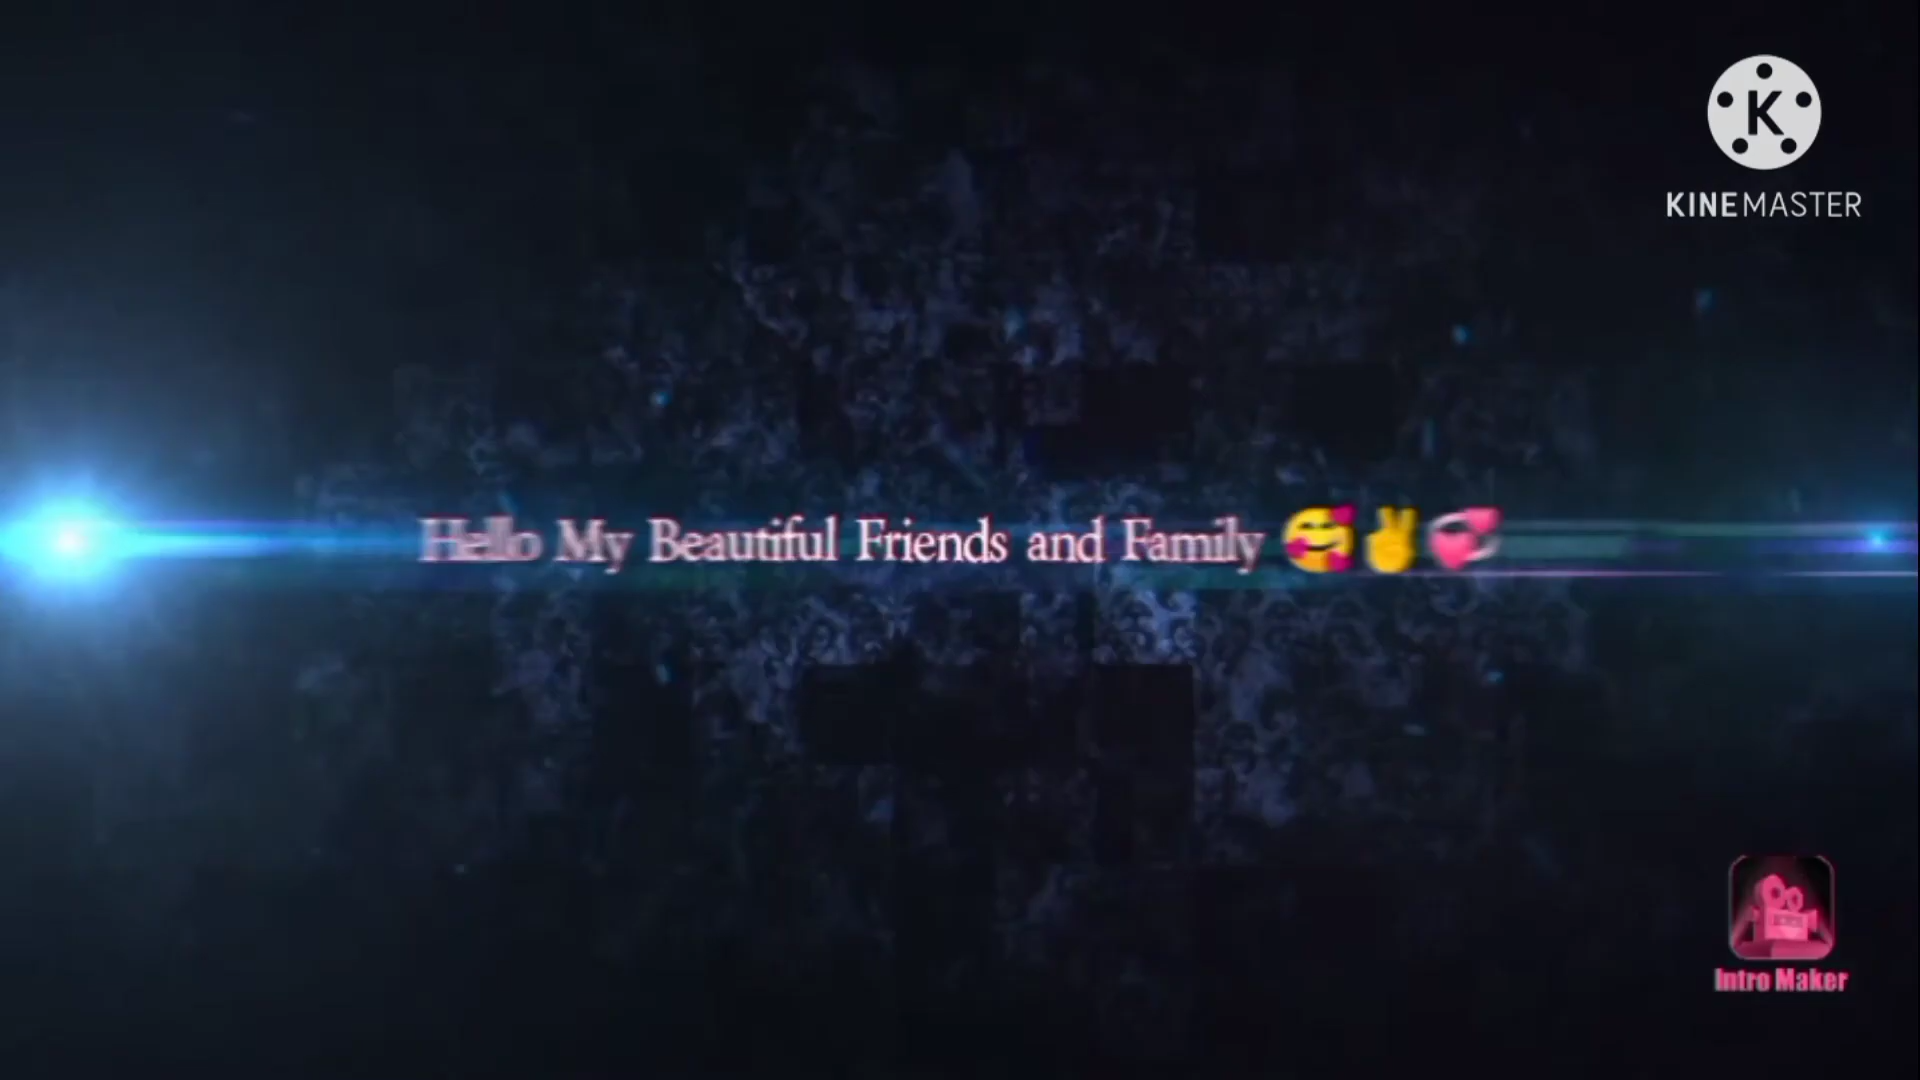 K
KINEMASTER
Hello My Beautiful Friends and Family 🥰✌️💞
Intro Maker